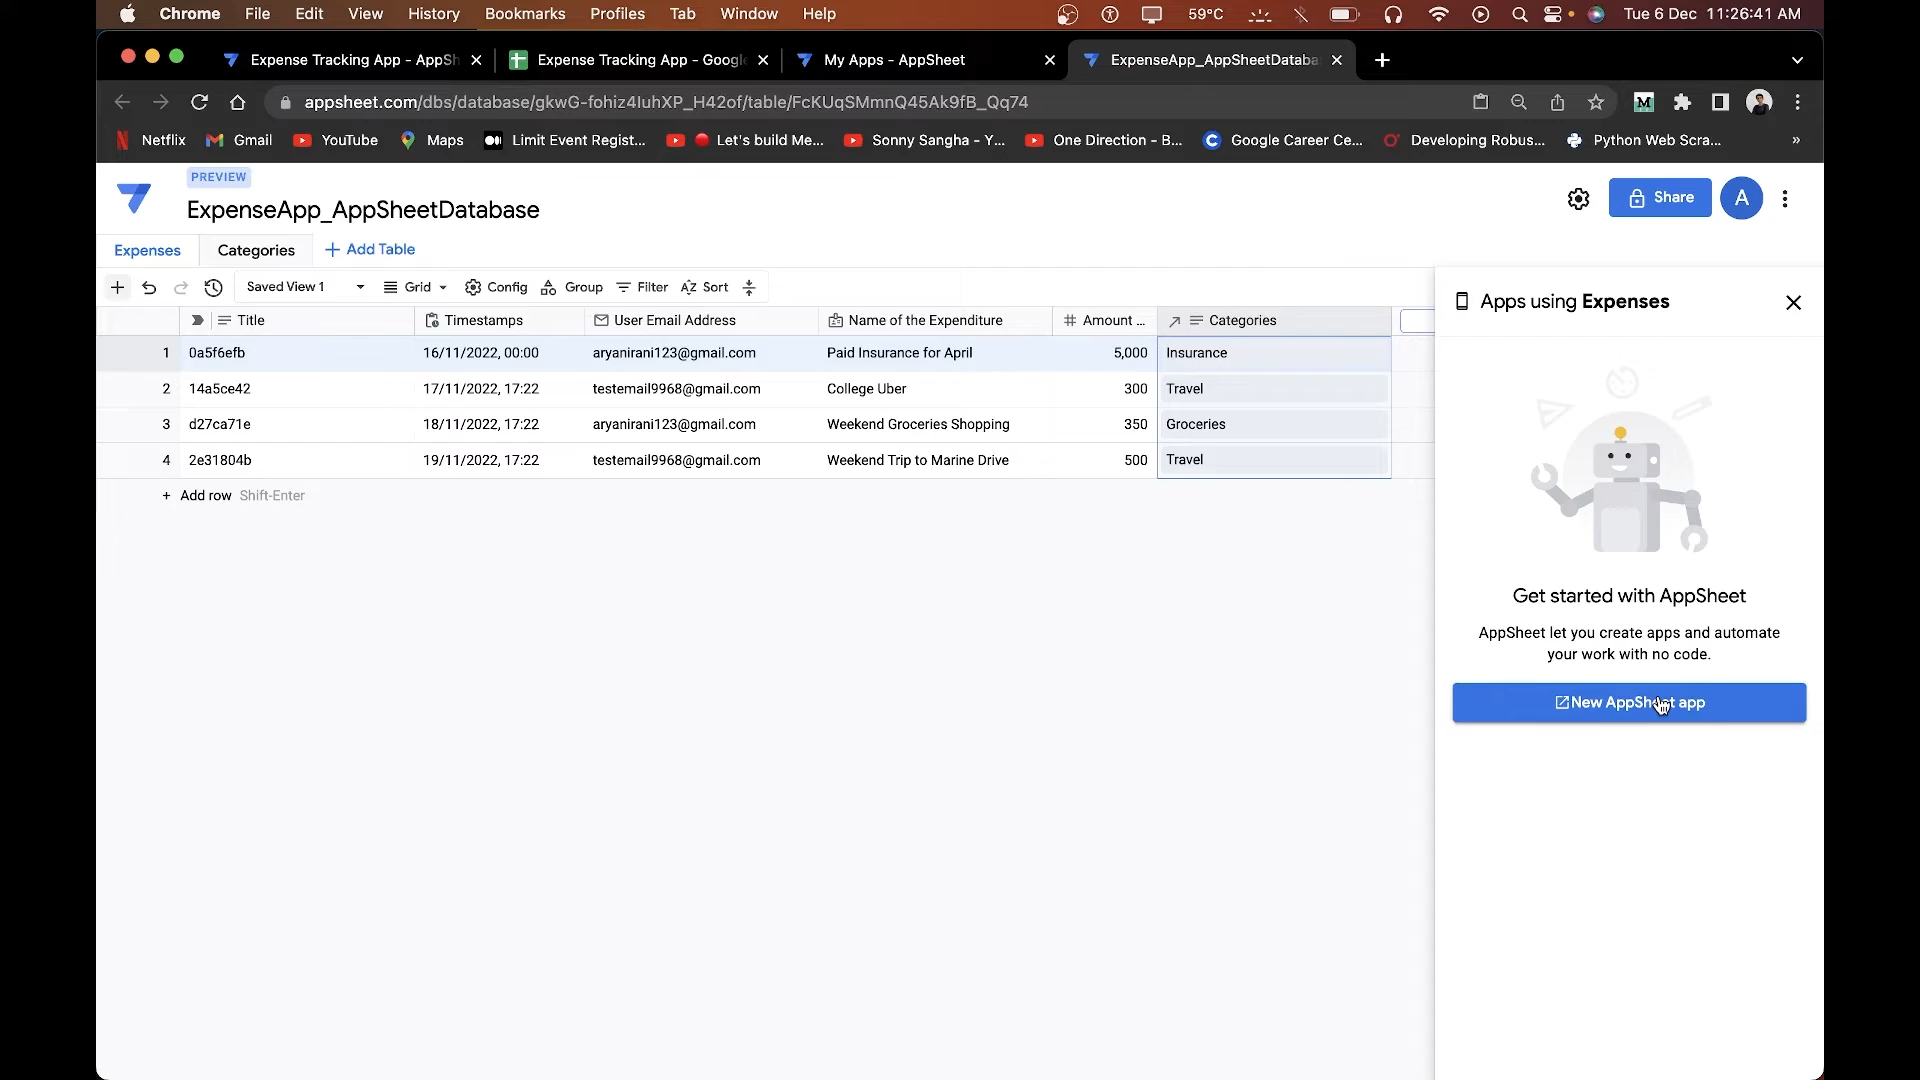 Chrome File Edit View History Bookmarks Profiles Tab Window Help 59°C Tue 6 Dec 11:26:41 AM
Expense Tracking App - AppSh Expense Tracking App - Google My Apps - AppSheet ExpenseApp_AppSheetDataba
appsheet.com/dbs/database/gkwG-fohiz4IuhXP_H42of/table/FcKUqSMmnQ45Ak9fB_Qq74
Netflix Gmail YouTube Maps Limit Event Regist... Let's build Me... Sonny Sangha - Y... One Direction - B... Google Career Ce... Developing Robus... Python Web Scra... »
PREVIEW
ExpenseApp_AppSheetDatabase
Share A
Expenses Categories + Add Table
Saved View 1 Grid Config Group Filter Sort
Apps using Expenses
Title Timestamps User Email Address Name of the Expenditure # Amount ... Categories
1 0a5f6efb 16/11/2022, 00:00 aryanirani123@gmail.com Paid Insurance for April 5,000 Insurance
2 14a5ce42 17/11/2022, 17:22 testemail9968@gmail.com College Uber 300 Travel
3 d27ca71e 18/11/2022, 17:22 aryanirani123@gmail.com Weekend Groceries Shopping 350 Groceries
4 2e31804b 19/11/2022, 17:22 testemail9968@gmail.com Weekend Trip to Marine Drive 500 Travel
+ Add row Shift-Enter
Get started with AppSheet
AppSheet let you create apps and automate
your work with no code.
New AppSheet app